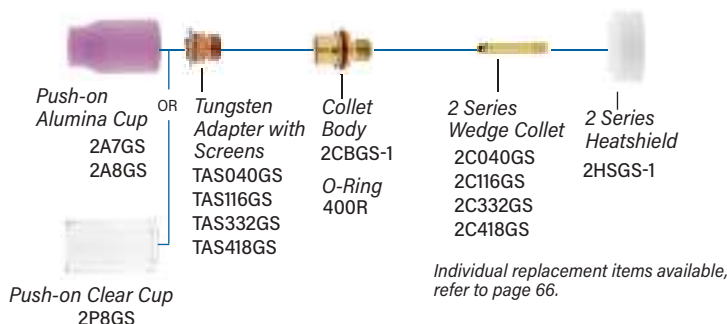 Push-on
Alumina Cup
2A7GS
2A8GS
OR
Push-on Clear Cup
2P8GS
Tungsten
Adapter with
Screens
TAS040GS
TAS116GS
TAS332GS
TAS418GS
Collet
Body
2CBGS-1
O-Ring
400R
2 Series
Wedge Collet
2C040GS
2C116GS
2C332GS
2C418GS
2 Series
Heatshield
2HSGS-1
Individual replacement items available,
refer to page 66.